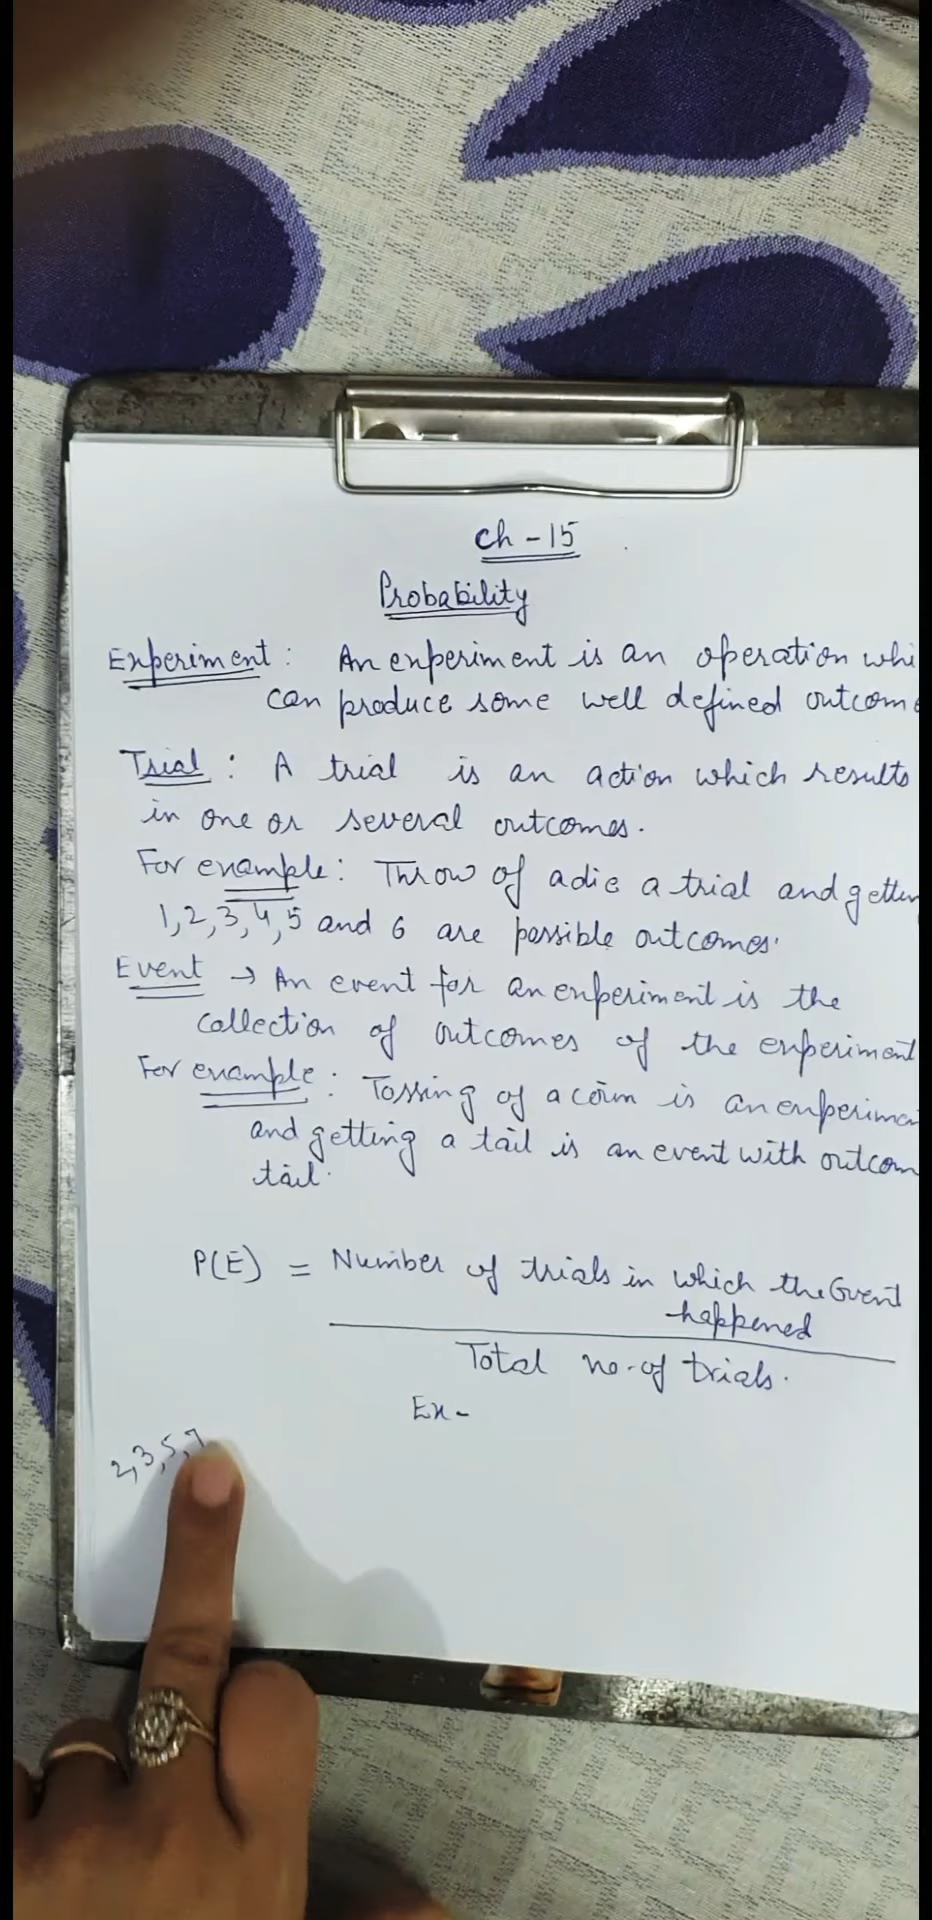 Ch - 15
Probability
Experiment : An experiment is an operation whi
can produce some well defined outcome
Trial : A trial is an action which results
in one or several outcomes.
For example : Throw of a die a trial and getten
1,2,3,4,5 and 6 are possible outcomes.
Event → An event for an experiment is the
collection of outcomes of the experiment
For example : Tossing of a coin is an experimen
and getting a tail is an event with outcom
tail.
P(E) = Number of trials in which the Event
happened
Total no. of trials.
Ex -
2,3,5,7